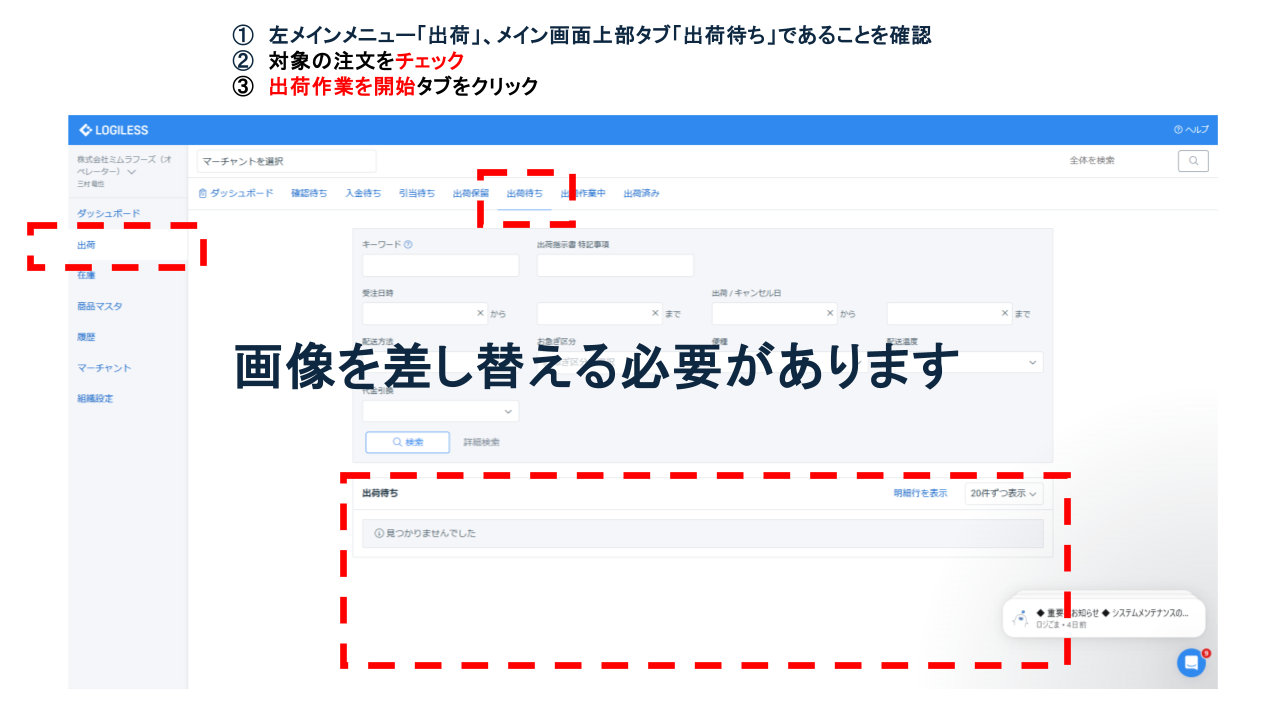 ① 左メインメニュー「出荷」、メイン画面上部タブ「出荷待ち」であることを確認
② 対象の注文をチェック
③ 出荷作業を開始タブをクリック
LOGILESS
ヘルプ
株式会社ミムラフーズ（オ
ペレーター）
マーチャントを選択
全体を検索
ダッシュボード 確認待ち 入金待ち 引当待ち 出荷保留 出荷待ち 出荷作業中 出荷済み
ダッシュボード
出荷
在庫
商品マスタ
履歴
マーチャント
組織設定
キーワード 出荷指示書 特記事項
受注日時 出荷 / キャンセル日
から まで から まで
配送方法 お急ぎ区分 便種 配送温度
画像を差し替える必要があります
代金引換
検索 詳細検索
出荷待ち 明細行を表示 20件ずつ表示
見つかりませんでした
◆ 重要 お知らせ ◆ システムメンテナンスの...
ロジごま・4日前
9